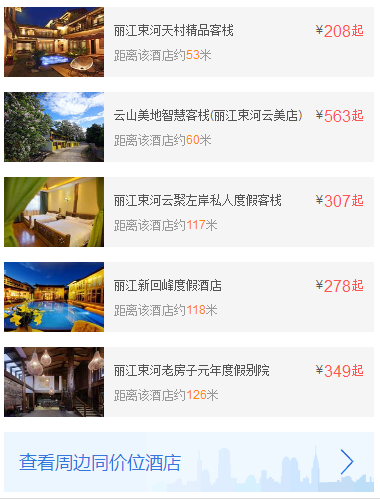 丽江束河天村精品客栈 ¥208起
距离该酒店约53米
云山美地智慧客栈(丽江束河云美店) ¥563起
距离该酒店约60米
丽江束河云聚左岸私人度假客栈 ¥307起
距离该酒店约117米
丽江新回峰度假酒店 ¥278起
距离该酒店约118米
丽江束河老房子元年度假别院 ¥349起
距离该酒店约126米
查看周边同价位酒店